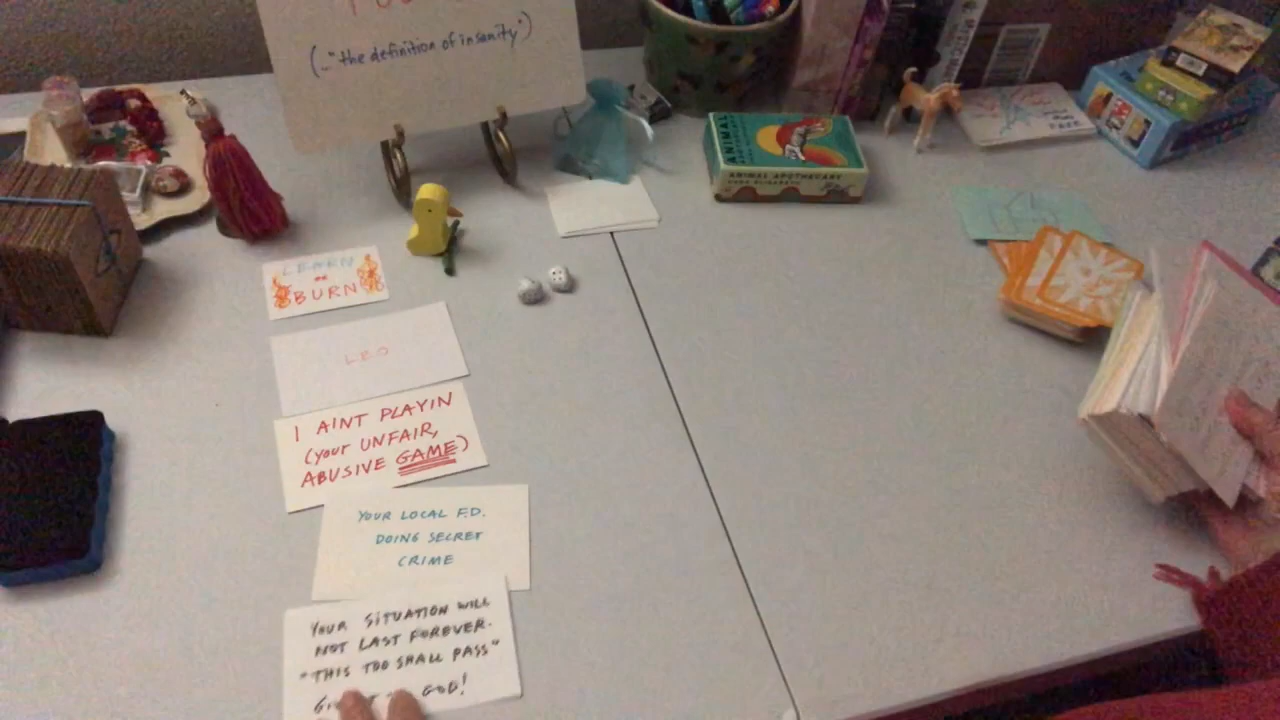 ("the definition of insanity")
ANIMAL
ANIMAL APOTHECARY
LEARN
OR
BURN
LEO
I AINT PLAYIN
(your UNFAIR,
ABUSIVE GAME)
YOUR LOCAL F.D.
DOING SECRET
CRIME
YOUR SITUATION WILL
NOT LAST FOREVER.
"THIS TOO SHALL PASS"
GOD!